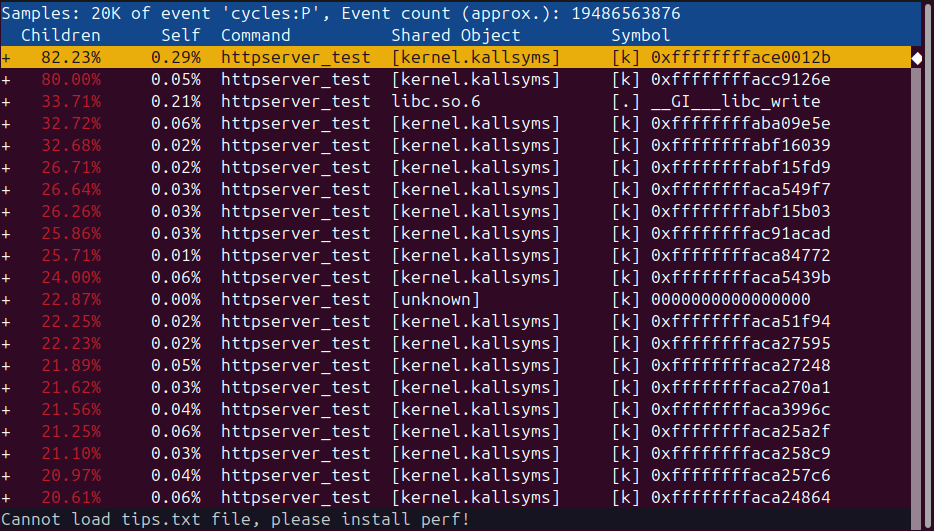 Samples: 20K of event 'cycles:P', Event count (approx.): 19486563876
Children Self Command Shared Object Symbol
+ 82.23% 0.29% httpserver_test [kernel.kallsyms] [k] 0xfffffffface0012b
+ 80.00% 0.05% httpserver_test [kernel.kallsyms] [k] 0xffffffffacc9126e
+ 33.71% 0.21% httpserver_test libc.so.6 [.] __GI___libc_write
+ 32.72% 0.06% httpserver_test [kernel.kallsyms] [k] 0xffffffffaba09e5e
+ 32.68% 0.02% httpserver_test [kernel.kallsyms] [k] 0xffffffffabf16039
+ 26.71% 0.02% httpserver_test [kernel.kallsyms] [k] 0xffffffffabf15fd9
+ 26.64% 0.03% httpserver_test [kernel.kallsyms] [k] 0xffffffffaca549f7
+ 26.26% 0.03% httpserver_test [kernel.kallsyms] [k] 0xffffffffabf15b03
+ 25.86% 0.03% httpserver_test [kernel.kallsyms] [k] 0xffffffffac91acad
+ 25.71% 0.01% httpserver_test [kernel.kallsyms] [k] 0xffffffffaca84772
+ 24.00% 0.06% httpserver_test [kernel.kallsyms] [k] 0xffffffffaca5439b
+ 22.87% 0.00% httpserver_test [unknown] [k] 0000000000000000
+ 22.25% 0.02% httpserver_test [kernel.kallsyms] [k] 0xffffffffaca51f94
+ 22.23% 0.02% httpserver_test [kernel.kallsyms] [k] 0xffffffffaca27595
+ 21.89% 0.05% httpserver_test [kernel.kallsyms] [k] 0xffffffffaca27248
+ 21.62% 0.03% httpserver_test [kernel.kallsyms] [k] 0xffffffffaca270a1
+ 21.56% 0.04% httpserver_test [kernel.kallsyms] [k] 0xffffffffaca3996c
+ 21.25% 0.06% httpserver_test [kernel.kallsyms] [k] 0xffffffffaca25a2f
+ 21.10% 0.03% httpserver_test [kernel.kallsyms] [k] 0xffffffffaca258c9
+ 20.97% 0.04% httpserver_test [kernel.kallsyms] [k] 0xffffffffaca257c6
+ 20.61% 0.06% httpserver_test [kernel.kallsyms] [k] 0xffffffffaca24864
Cannot load tips.txt file, please install perf!